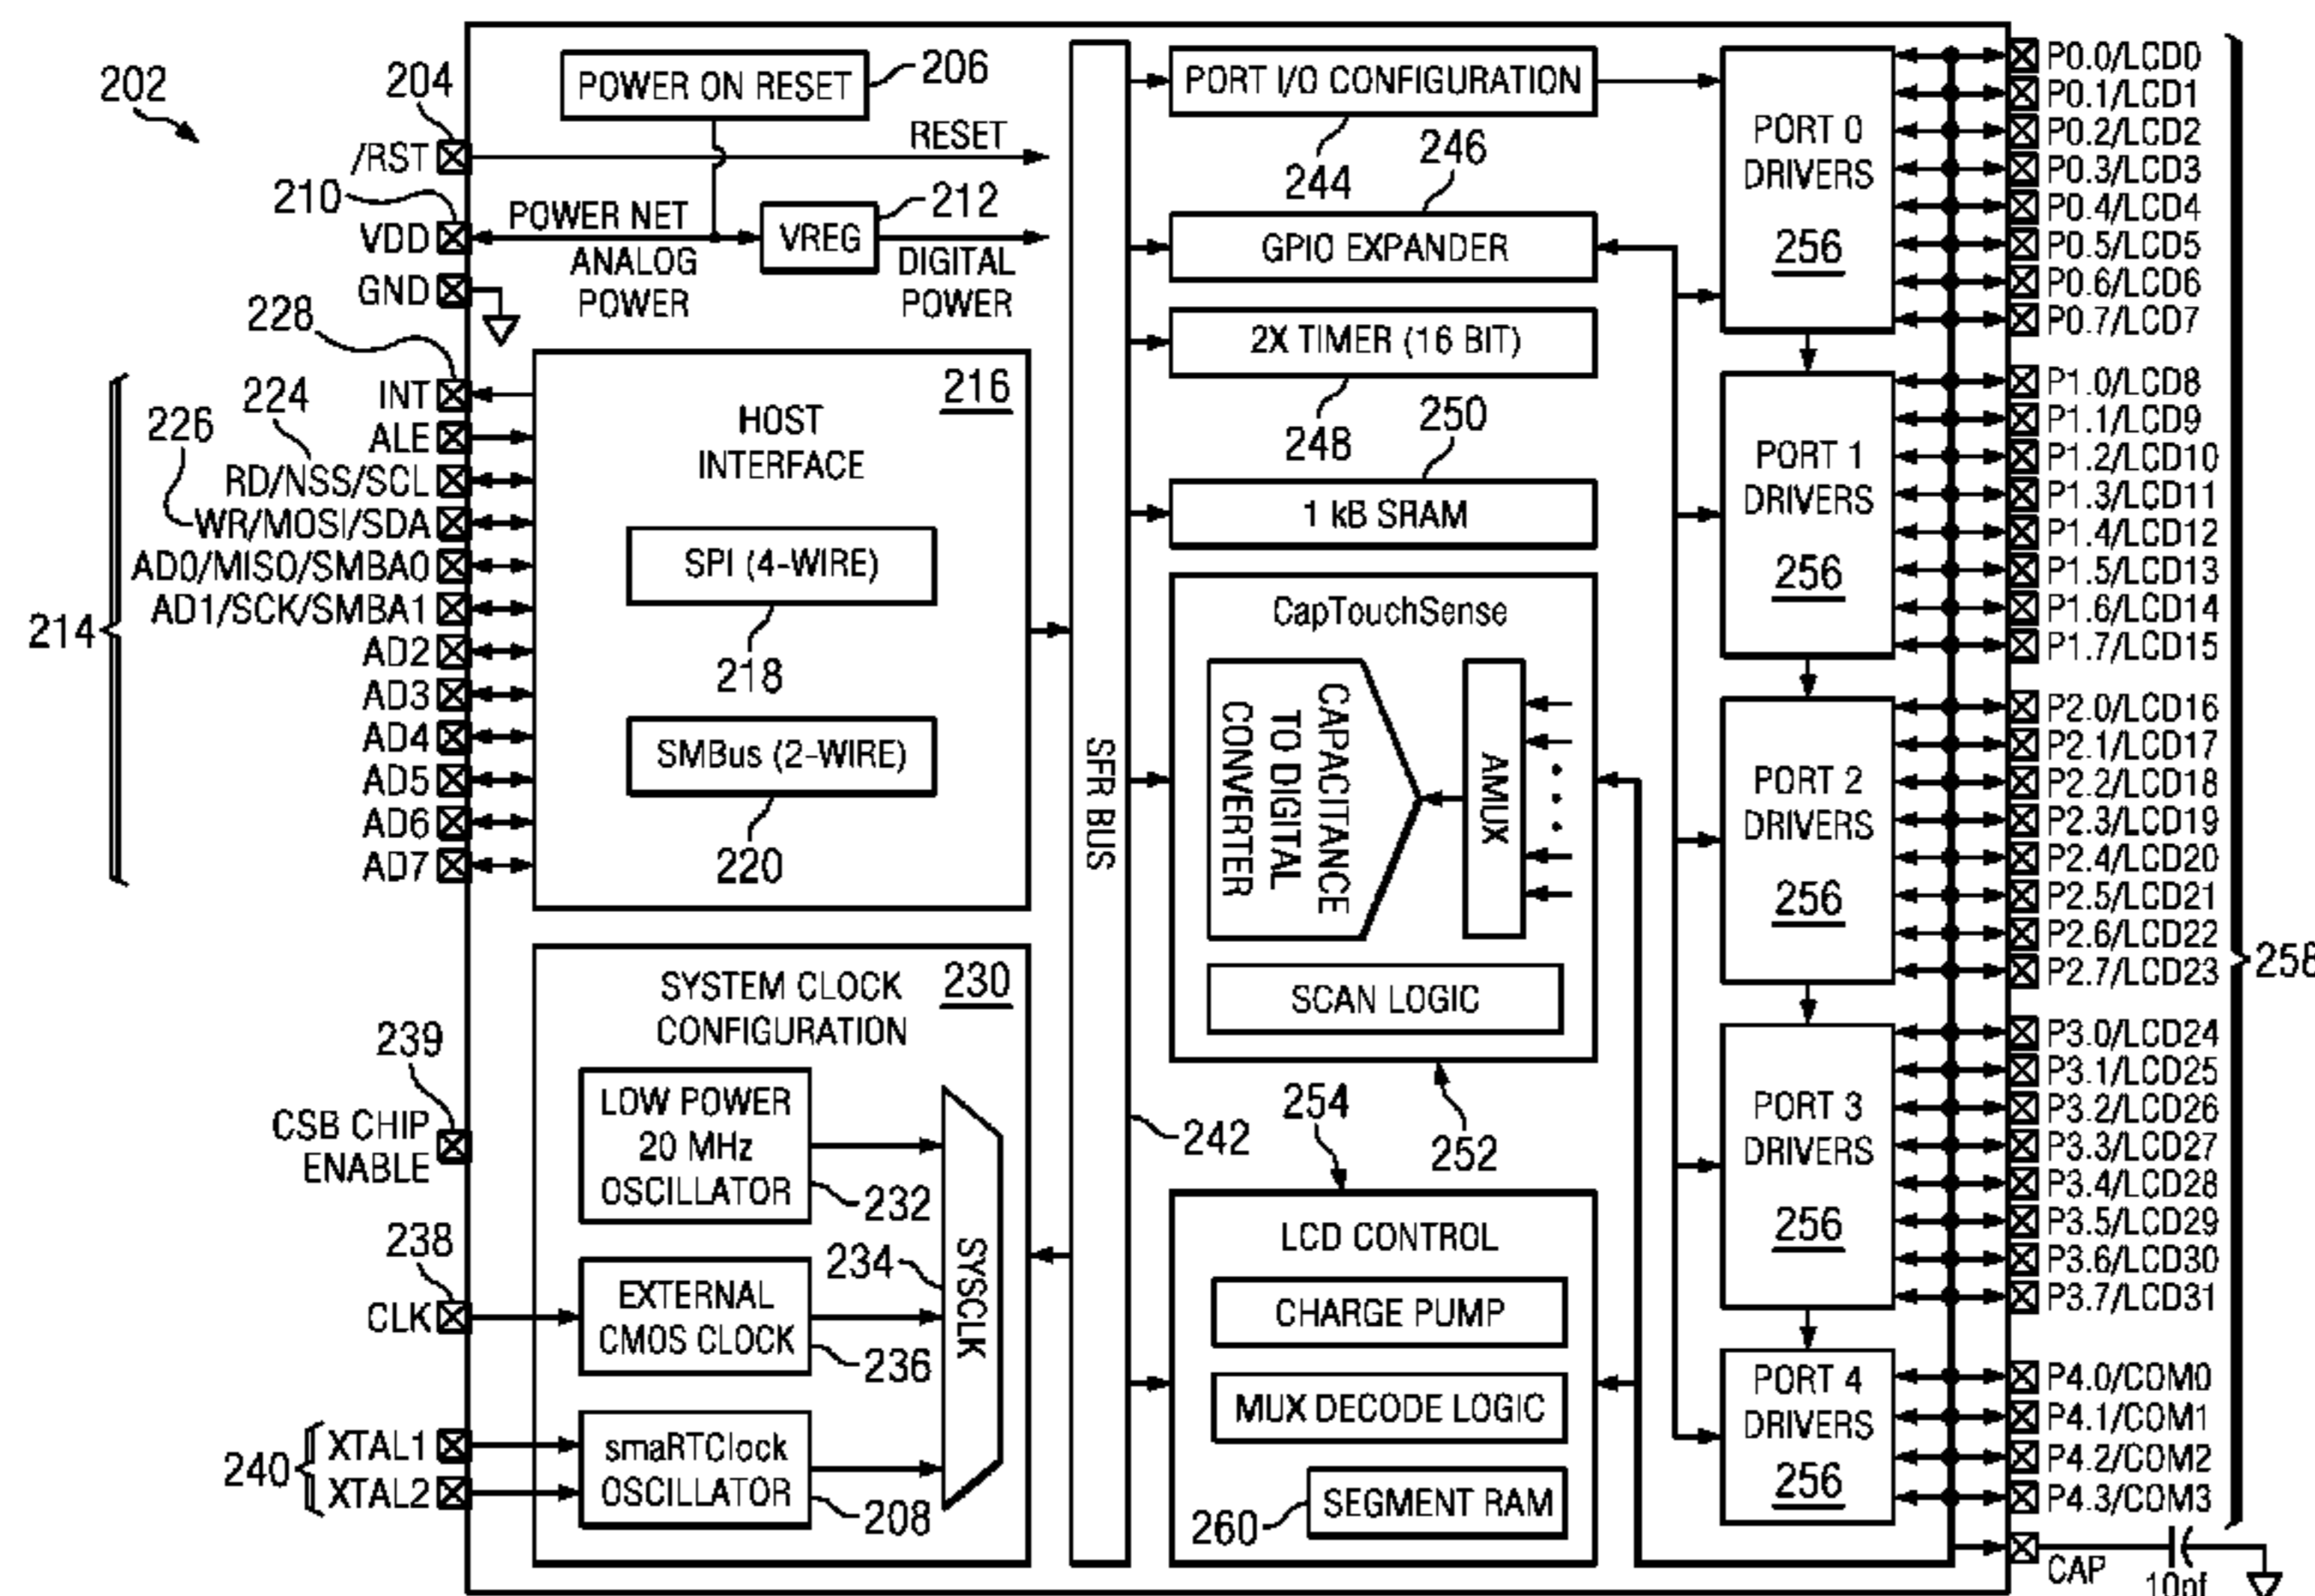 202
204
/RST
210
VDD
GND
228
INT
224
226
ALE
RD/NSS/SCL
WR/MOSI/SDA
AD0/MISO/SMBA0
AD1/SCK/SMBA1
214
AD2
AD3
AD4
AD5
AD6
AD7
239
CSB CHIP
ENABLE
238
CLK
240
XTAL1
XTAL2
POWER ON RESET
206
RESET
POWER NET
ANALOG
POWER
VREG
212
DIGITAL
POWER
216
HOST
INTERFACE
SPI (4-WIRE)
218
SMBus (2-WIRE)
220
SYSTEM CLOCK
CONFIGURATION
230
LOW POWER
20 MHz
OSCILLATOR
232
EXTERNAL
CMOS CLOCK
236
smaRTClock
OSCILLATOR
208
234
SYSCLK
SFR BUS
242
PORT I/O CONFIGURATION
244
246
GPIO EXPANDER
2X TIMER (16 BIT)
248
250
1 kB SRAM
CapTouchSense
CAPACITANCE
TO DIGITAL
CONVERTER
AMUX
SCAN LOGIC
252
254
LCD CONTROL
CHARGE PUMP
MUX DECODE LOGIC
SEGMENT RAM
260
PORT 0
DRIVERS
256
PORT 1
DRIVERS
256
PORT 2
DRIVERS
256
PORT 3
DRIVERS
256
PORT 4
DRIVERS
256
P0.0/LCD0
P0.1/LCD1
P0.2/LCD2
P0.3/LCD3
P0.4/LCD4
P0.5/LCD5
P0.6/LCD6
P0.7/LCD7
P1.0/LCD8
P1.1/LCD9
P1.2/LCD10
P1.3/LCD11
P1.4/LCD12
P1.5/LCD13
P1.6/LCD14
P1.7/LCD15
P2.0/LCD16
P2.1/LCD17
P2.2/LCD18
P2.3/LCD19
P2.4/LCD20
P2.5/LCD21
P2.6/LCD22
P2.7/LCD23
258
P3.0/LCD24
P3.1/LCD25
P3.2/LCD26
P3.3/LCD27
P3.4/LCD28
P3.5/LCD29
P3.6/LCD30
P3.7/LCD31
P4.0/COM0
P4.1/COM1
P4.2/COM2
P4.3/COM3
CAP
10pf